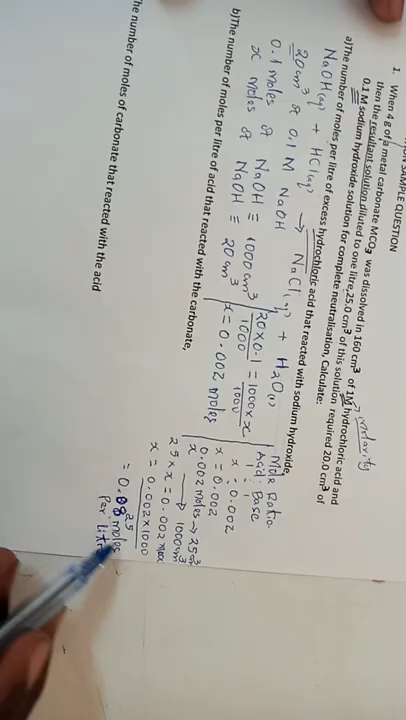 N SAMPLE QUESTION
1. When 4 g of a metal carbonate MCO3 was dissolved in 160 cm3 of 1M hydrochloric acid and
then the resultant solution diluted to one litre, 25.0 cm3 of this solution required 20.0 cm3 of
0.1 M sodium hydroxide solution for complete neutralisation, Calculate:
→ Molarity
a)The number of moles per litre of excess hydrochloric acid that reacted with sodium hydroxide,
NaOH(aq) + HCl(aq) → NaCl(aq) + H2O(l)
20cm3 of 0.1 M NaOH
0.1 moles of NaOH ≡ 1000cm3
x moles of NaOH ≡ 20cm3
20 x 0.1 = 1000 x x
1000 1000
x = 0.002 moles
Mole Ratio
Acid : Base
1 : 1
x : 0.002
x = 0.002
0.002 moles → 25cm3
x → 1000cm3
25 x x = 0.002 x 1000
x = 0.002 x 1000
25
= 0.08 moles
per litre
b)The number of moles per litre of acid that reacted with the carbonate,
he number of moles of carbonate that reacted with the acid